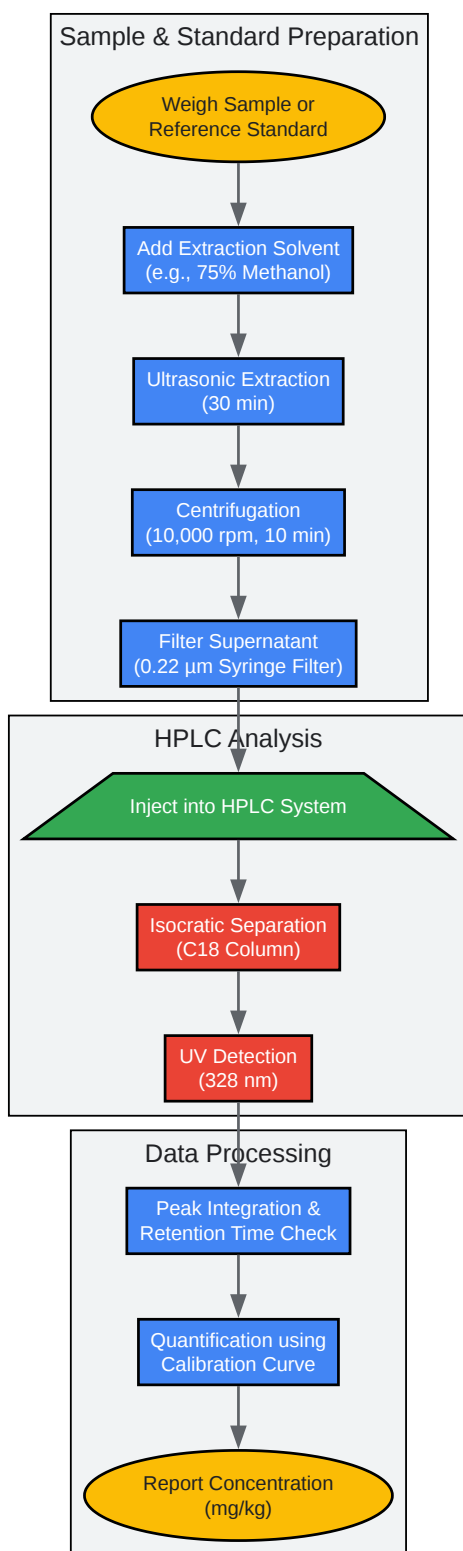 Sample & Standard Preparation
Weigh Sample or
Reference Standard
Add Extraction Solvent
(e.g., 75% Methanol)
Ultrasonic Extraction
(30 min)
Centrifugation
(10,000 rpm, 10 min)
Filter Supernatant
(0.22 µm Syringe Filter)
HPLC Analysis
Inject into HPLC System
Isocratic Separation
(C18 Column)
UV Detection
(328 nm)
Data Processing
Peak Integration &
Retention Time Check
Quantification using
Calibration Curve
Report Concentration
(mg/kg)